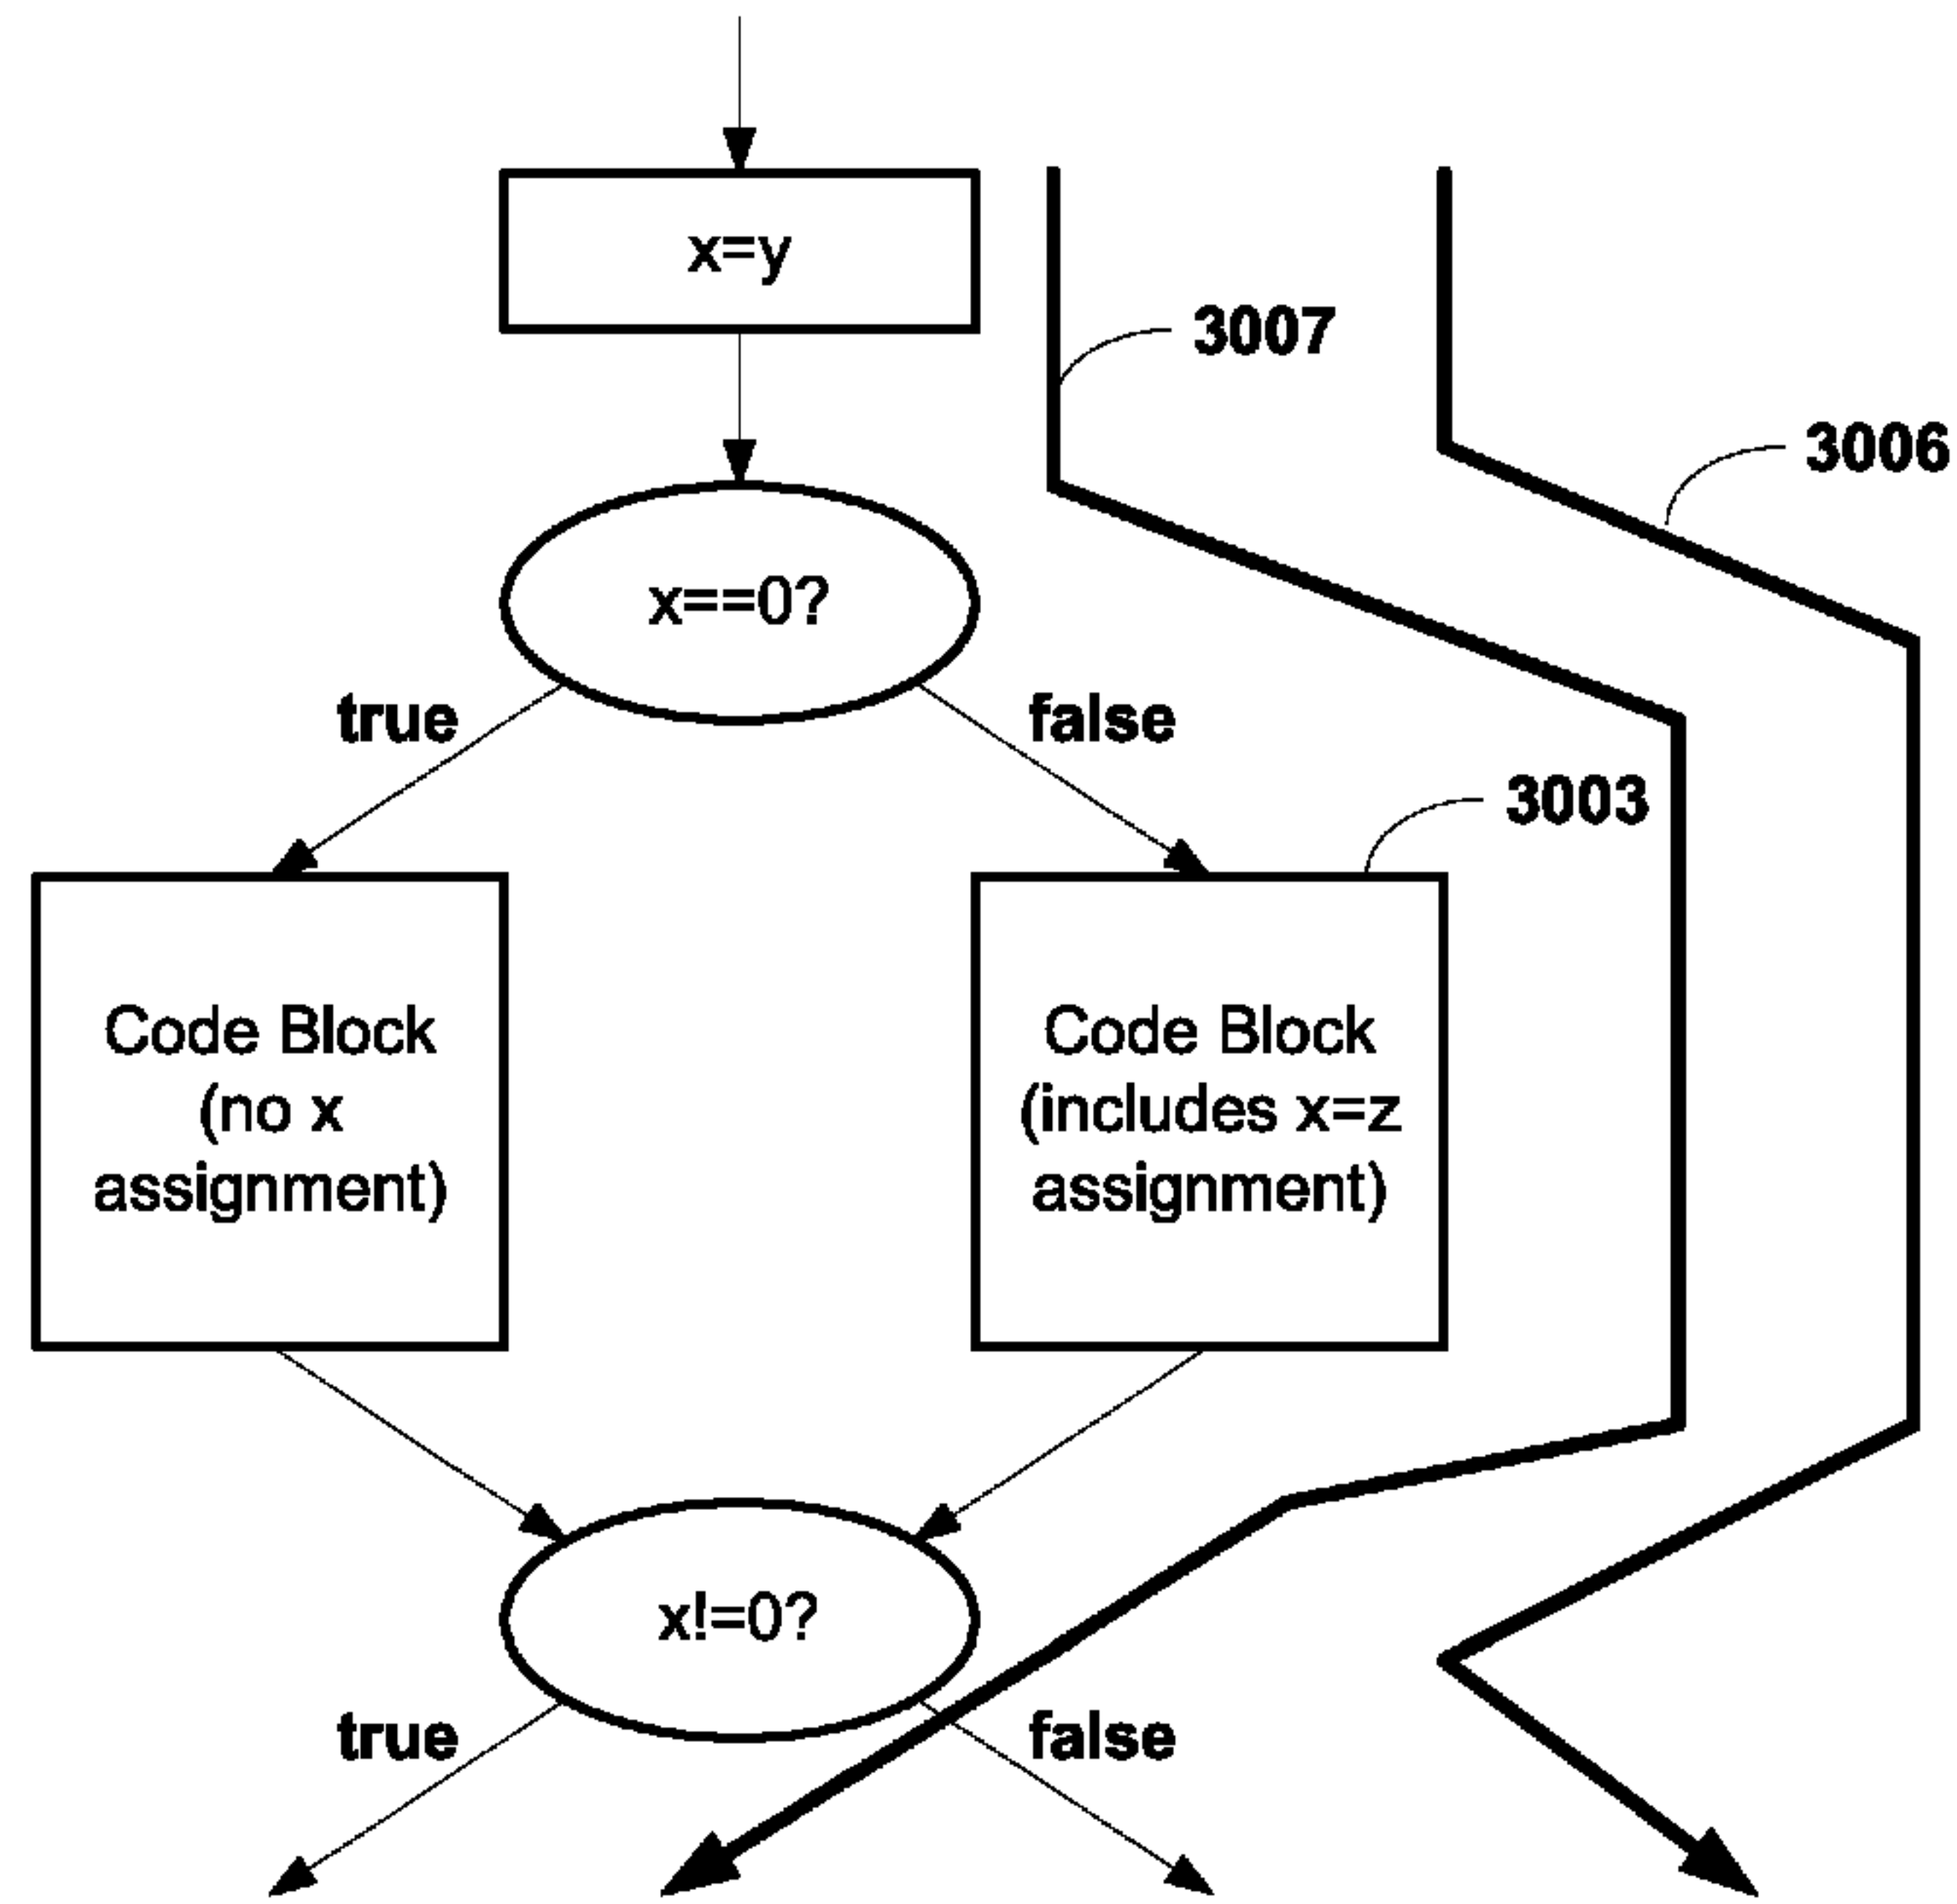 x=y
3007
3006
x==0?
true
false
3003
Code Block
(no x
assignment)
Code Block
(includes x=z
assignment)
x!=0?
true
false